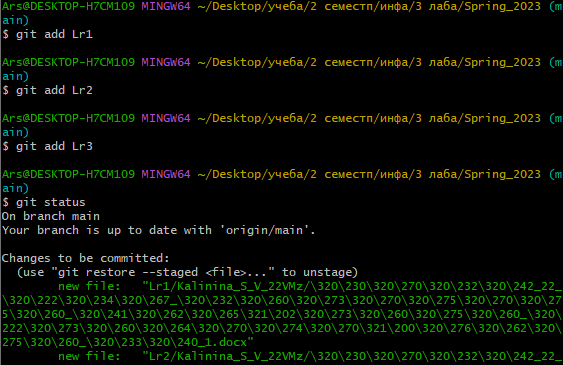 Ars@DESKTOP-H7CM109 MINGW64 ~/Desktop/учеба/2 семестп/инфа/3 лаба/Spring_2023 (m
ain)
$ git add Lr1
Ars@DESKTOP-H7CM109 MINGW64 ~/Desktop/учеба/2 семестп/инфа/3 лаба/Spring_2023 (m
ain)
$ git add Lr2
Ars@DESKTOP-H7CM109 MINGW64 ~/Desktop/учеба/2 семестп/инфа/3 лаба/Spring_2023 (m
ain)
$ git add Lr3
Ars@DESKTOP-H7CM109 MINGW64 ~/Desktop/учеба/2 семестп/инфа/3 лаба/Spring_2023 (m
ain)
$ git status
On branch main
Your branch is up to date with 'origin/main'.
Changes to be committed:
(use "git restore --staged <file>..." to unstage)
new file:   "Lr1/Kalinina_S_V_22VMz/\320\230\320\270\320\232\320\242_22_
\320\222\320\234\320\267_\320\232\320\260\320\273\320\270\320\275\320\270\320\27
5\320\260_\320\241\320\262\320\265\321\202\320\273\320\260\320\275\320\260_\320\
222\320\273\320\260\320\264\320\270\320\274\320\270\321\200\320\276\320\262\320\
275\320\260_\320\233\320\240_1.docx"
new file:   "Lr2/Kalinina_S_V_22VMz/\320\230\320\270\320\232\320\242_22_